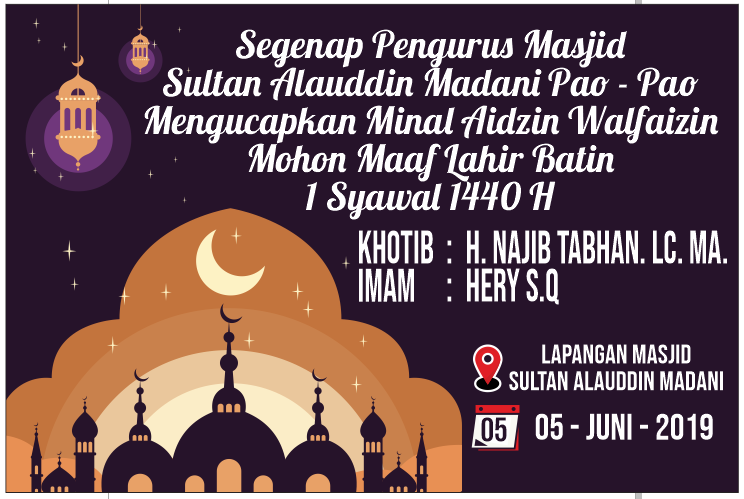 Segenap Pengurus Masjid
Sultan Alauddin Madani Pao - Pao
Mengucapkan Minal Aidzin Walfaizin
Mohon Maaf Lahir Batin
1 Syawal 1440 H
KHOTIB : H. NAJIB TABHAN. LC. MA.
IMAM : HERY S.Q
LAPANGAN MASJID
SULTAN ALAUDDIN MADANI
05
05 - JUNI - 2019